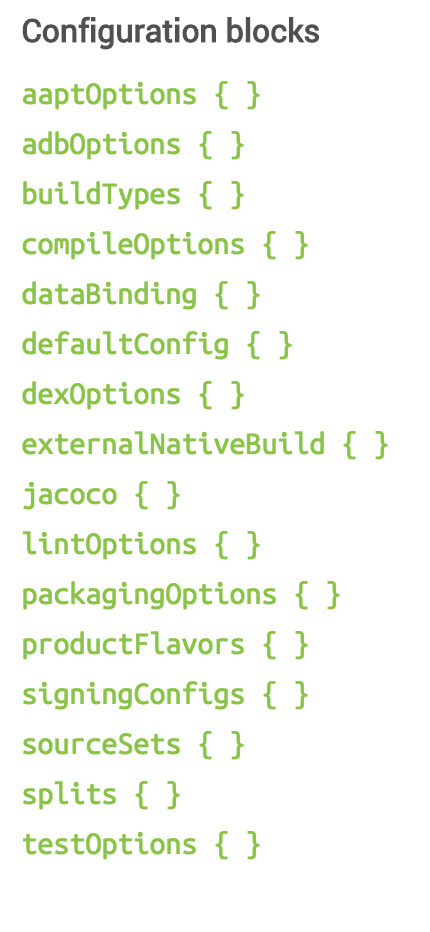 Configuration blocks
aaptOptions { }
adbOptions { }
buildTypes { }
compileOptions { }
dataBinding { }
defaultConfig { }
dexOptions { }
externalNativeBuild { }
jacoco { }
lintOptions { }
packagingOptions { }
productFlavors { }
signingConfigs { }
sourceSets { }
splits { }
testOptions { }